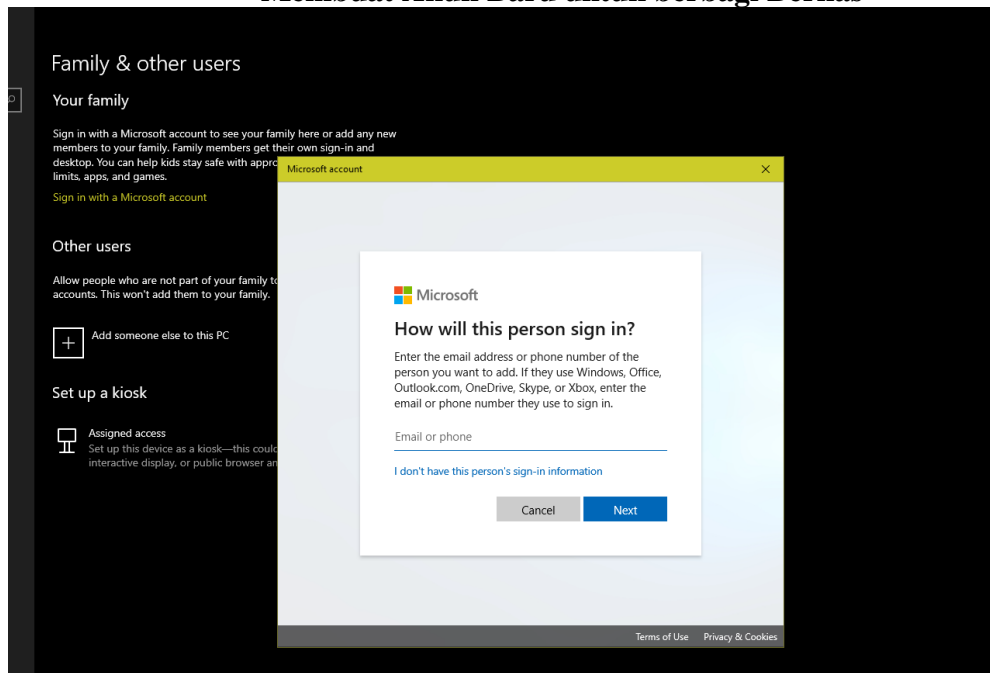 Family & other users
Your family
Sign in with a Microsoft account to see your family here or add any new
members to your family. Family members get their own sign-in and
desktop. You can help kids stay safe with appro
limits, apps, and games.
Sign in with a Microsoft account
Other users
Allow people who are not part of your family to
accounts. This won't add them to your family.
Add someone else to this PC
Set up a kiosk
Assigned access
Set up this device as a kiosk—this could
interactive display, or public browser an
Microsoft account
Microsoft
How will this person sign in?
Enter the email address or phone number of the
person you want to add. If they use Windows, Office,
Outlook.com, OneDrive, Skype, or Xbox, enter the
email or phone number they use to sign in.
Email or phone
I don't have this person's sign-in information
Cancel
Next
Terms of Use
Privacy & Cookies